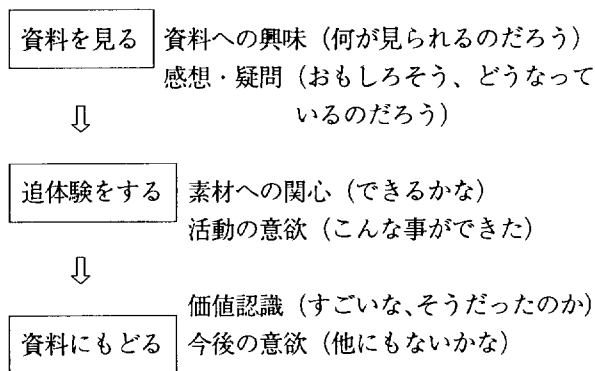 資料を見る 資料への興味（何が見られるのだろう）
感想・疑問（おもしろそう、どうなって
いるのだろう）
⇩
追体験をする 素材への関心（できるかな）
活動の意欲（こんな事ができた）
⇩
価値認識（すごいな、そうだったのか）
資料にもどる 今後の意欲（他にもないかな）